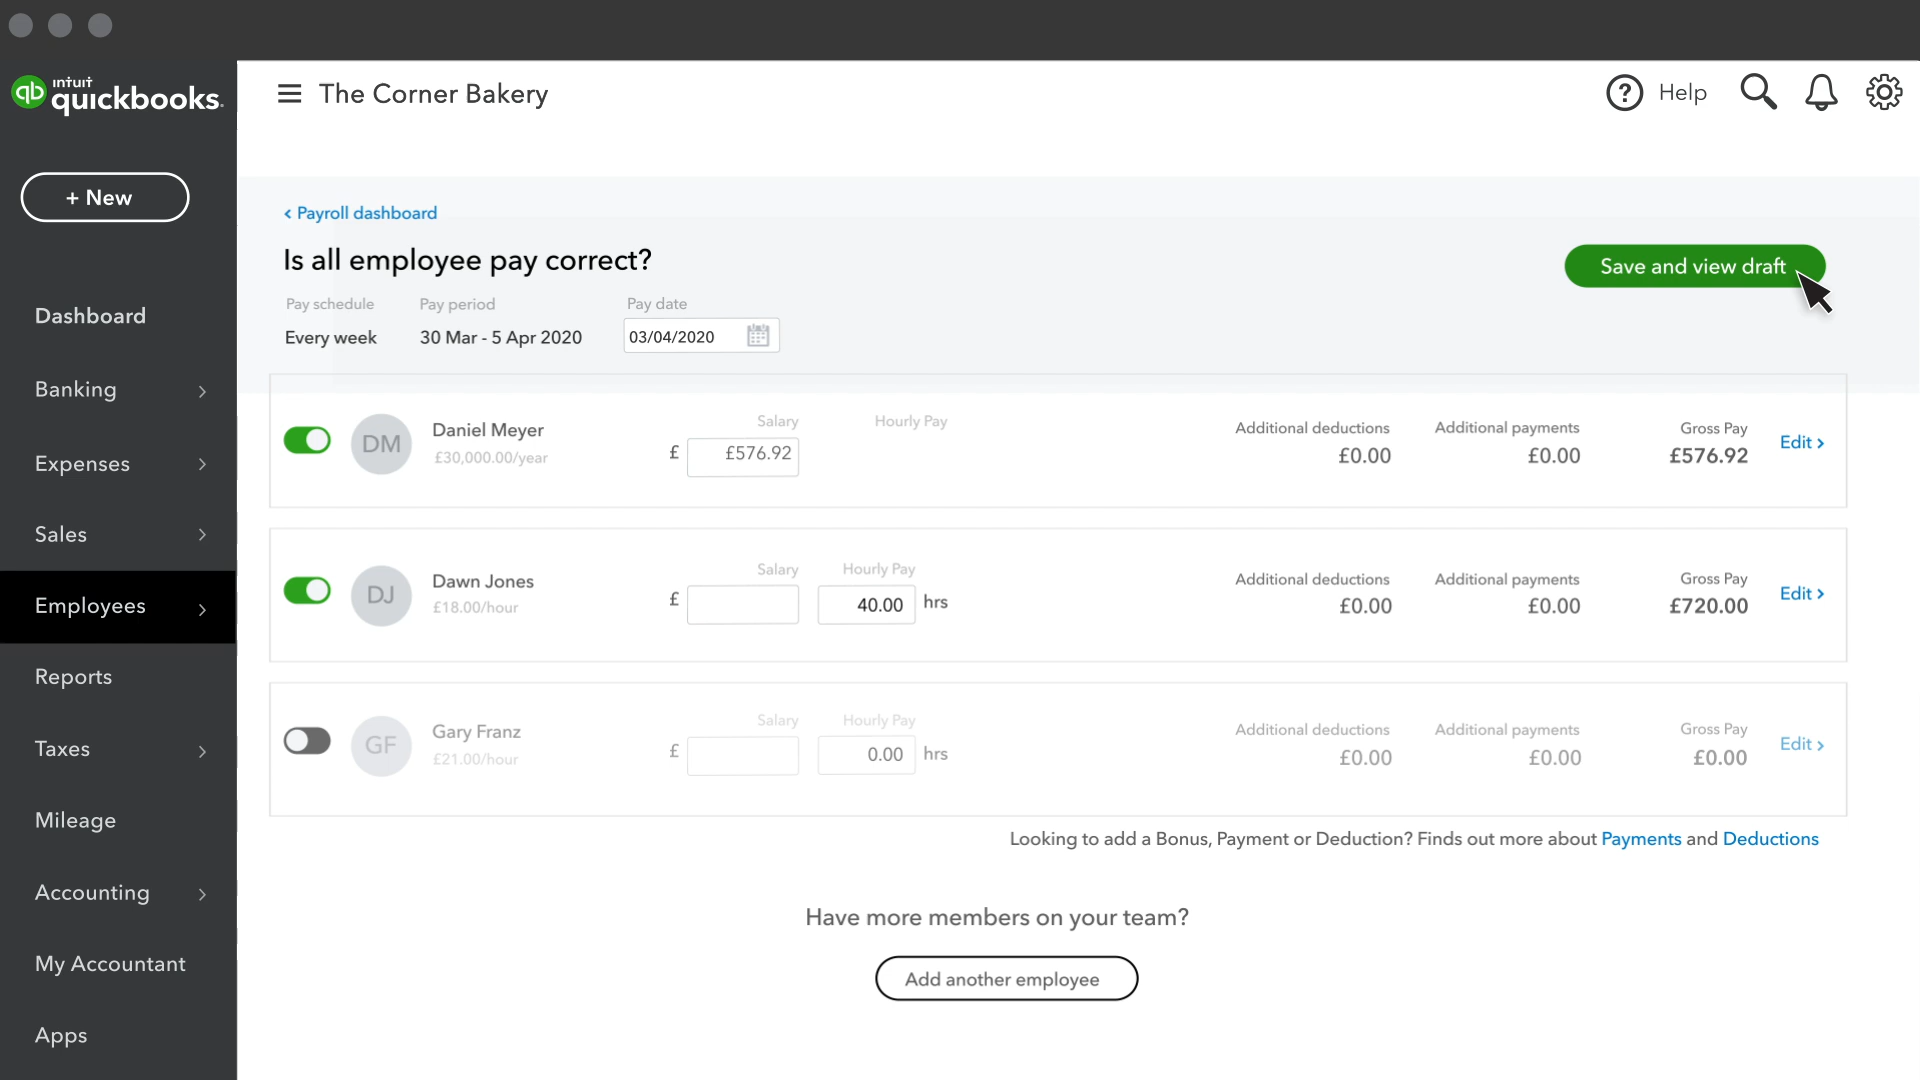 ıntuıt
qb quıckbooks.
The Corner Bakery
? Help
+ New
Dashboard
Banking
Expenses
Sales
Employees
Reports
Taxes
Mileage
Accounting
My Accountant
Apps
< Payroll dashboard
Is all employee pay correct?
Save and view draft
Pay schedule Pay period Pay date
Every week 30 Mar - 5 Apr 2020 03/04/2020
Salary Hourly Pay Additional deductions Additional payments Gross Pay
DM Daniel Meyer
£30,000.00/year
£ £576.92 £0.00 £0.00 £576.92 Edit >
Salary Hourly Pay Additional deductions Additional payments Gross Pay
DJ Dawn Jones
£18.00/hour
£ 40.00 hrs £0.00 £0.00 £720.00 Edit >
Salary Hourly Pay Additional deductions Additional payments Gross Pay
GF Gary Franz
£21.00/hour
£ 0.00 hrs £0.00 £0.00 £0.00 Edit >
Looking to add a Bonus, Payment or Deduction? Finds out more about Payments and Deductions
Have more members on your team?
Add another employee